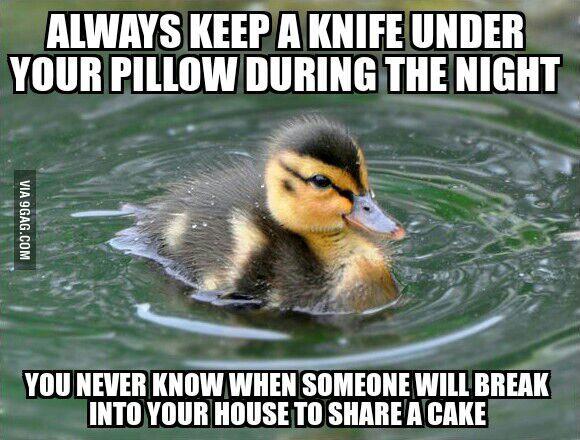 ALWAYS KEEP A KNIFE UNDER
YOUR PILLOW DURING THE NIGHT
VIA 9GAG.COM
YOU NEVER KNOW WHEN SOMEONE WILL BREAK
INTO YOUR HOUSE TO SHARE A CAKE